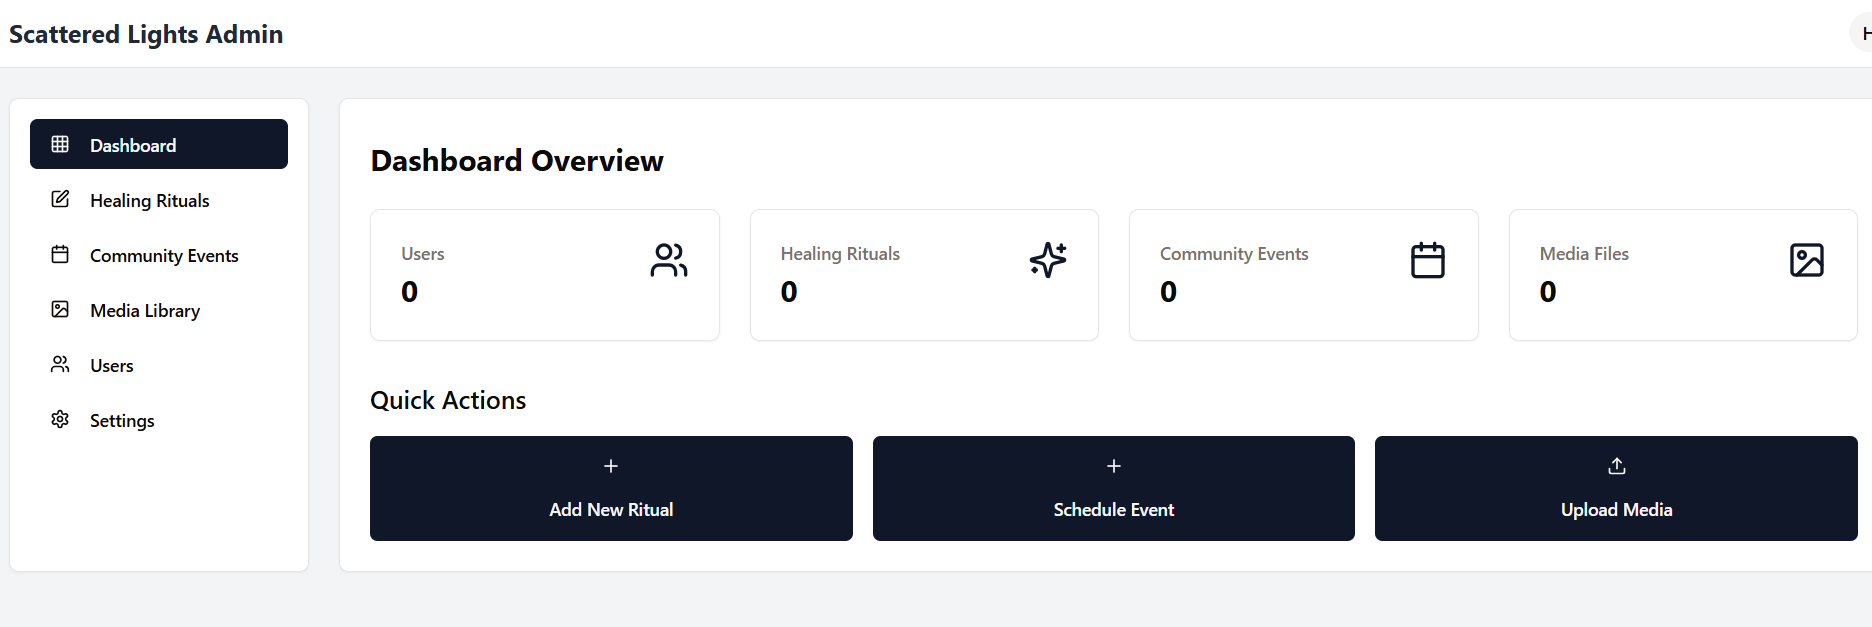 Scattered Lights Admin
H
Dashboard
Healing Rituals
Community Events
Media Library
Users
Settings
Dashboard Overview
Users
0
Healing Rituals
0
Community Events
0
Media Files
0
Quick Actions
Add New Ritual
Schedule Event
Upload Media